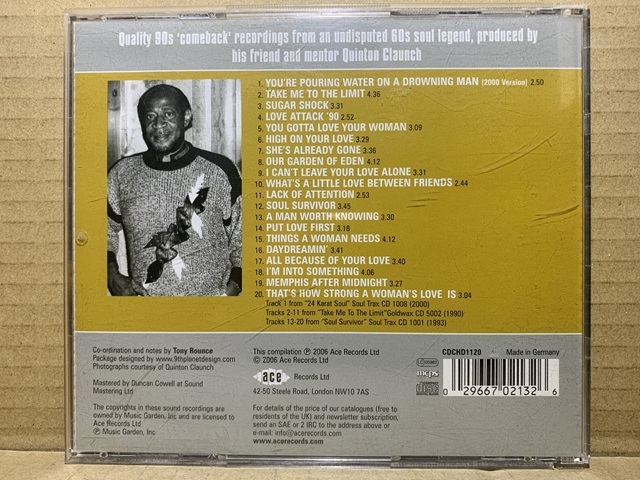 Quality 90s 'comeback' recordings from an undisputed 60s soul legend, produced by
his friend and mentor Quinton Claunch
1. YOU'RE POURING WATER ON A DROWNING MAN (2000 Version) 2.50
2. TAKE ME TO THE LIMIT 4.36
3. SUGAR SHOCK 3.31
4. LOVE ATTACK '90 2.52
5. YOU GOTTA LOVE YOUR WOMAN 3.09
6. HIGH ON YOUR LOVE 3.29
7. SHE'S ALREADY GONE 3.36
8. OUR GARDEN OF EDEN 4.12
9. I CAN'T LEAVE YOUR LOVE ALONE 3.31
10. WHAT'S A LITTLE LOVE BETWEEN FRIENDS 2.44
11. LACK OF ATTENTION 2.53
12. SOUL SURVIVOR 3.45
13. A MAN WORTH KNOWING 3.30
14. PUT LOVE FIRST 3.18
15. THINGS A WOMAN NEEDS 4.12
16. DAYDREAMIN' 3.41
17. ALL BECAUSE OF YOUR LOVE 3.40
18. I'M INTO SOMETHING 4.06
19. MEMPHIS AFTER MIDNIGHT 3.27
20. THAT'S HOW STRONG A WOMAN'S LOVE IS 3.04
Track 1 from "24 Karat Soul" Soul Trax CD 1008 (2000)
Tracks 2-11 from "Take Me To The Limit" Goldwax CD 5002 (1990)
Tracks 13-20 from "Soul Survivor" Soul Trax CD 1001 (1993)
Co-ordination and notes by Tony Rounce
Package designed by www.9thplanetdesign.com
Photographs courtesy of Quinton Claunch
Mastered by Duncan Cowell at Sound
Mastering Ltd
The copyrights in these sound recordings are
owned by Music Garden, Inc and are licensed to
Ace Records Ltd
℗ Music Garden, Inc
This compilation ℗ 2006 Ace Records Ltd
© 2006 Ace Records Ltd
ace Records Ltd
42-50 Steele Road, London NW10 7AS
For details of the price of our catalogues (free to
residents of the UK) and newsletter subscription,
send an SAE or 2 IRC to the address above or
e-mail: info@acerecords.com
www.acerecords.com
CDCHD1120 Made in Germany
mcps
0 29667 02132 6